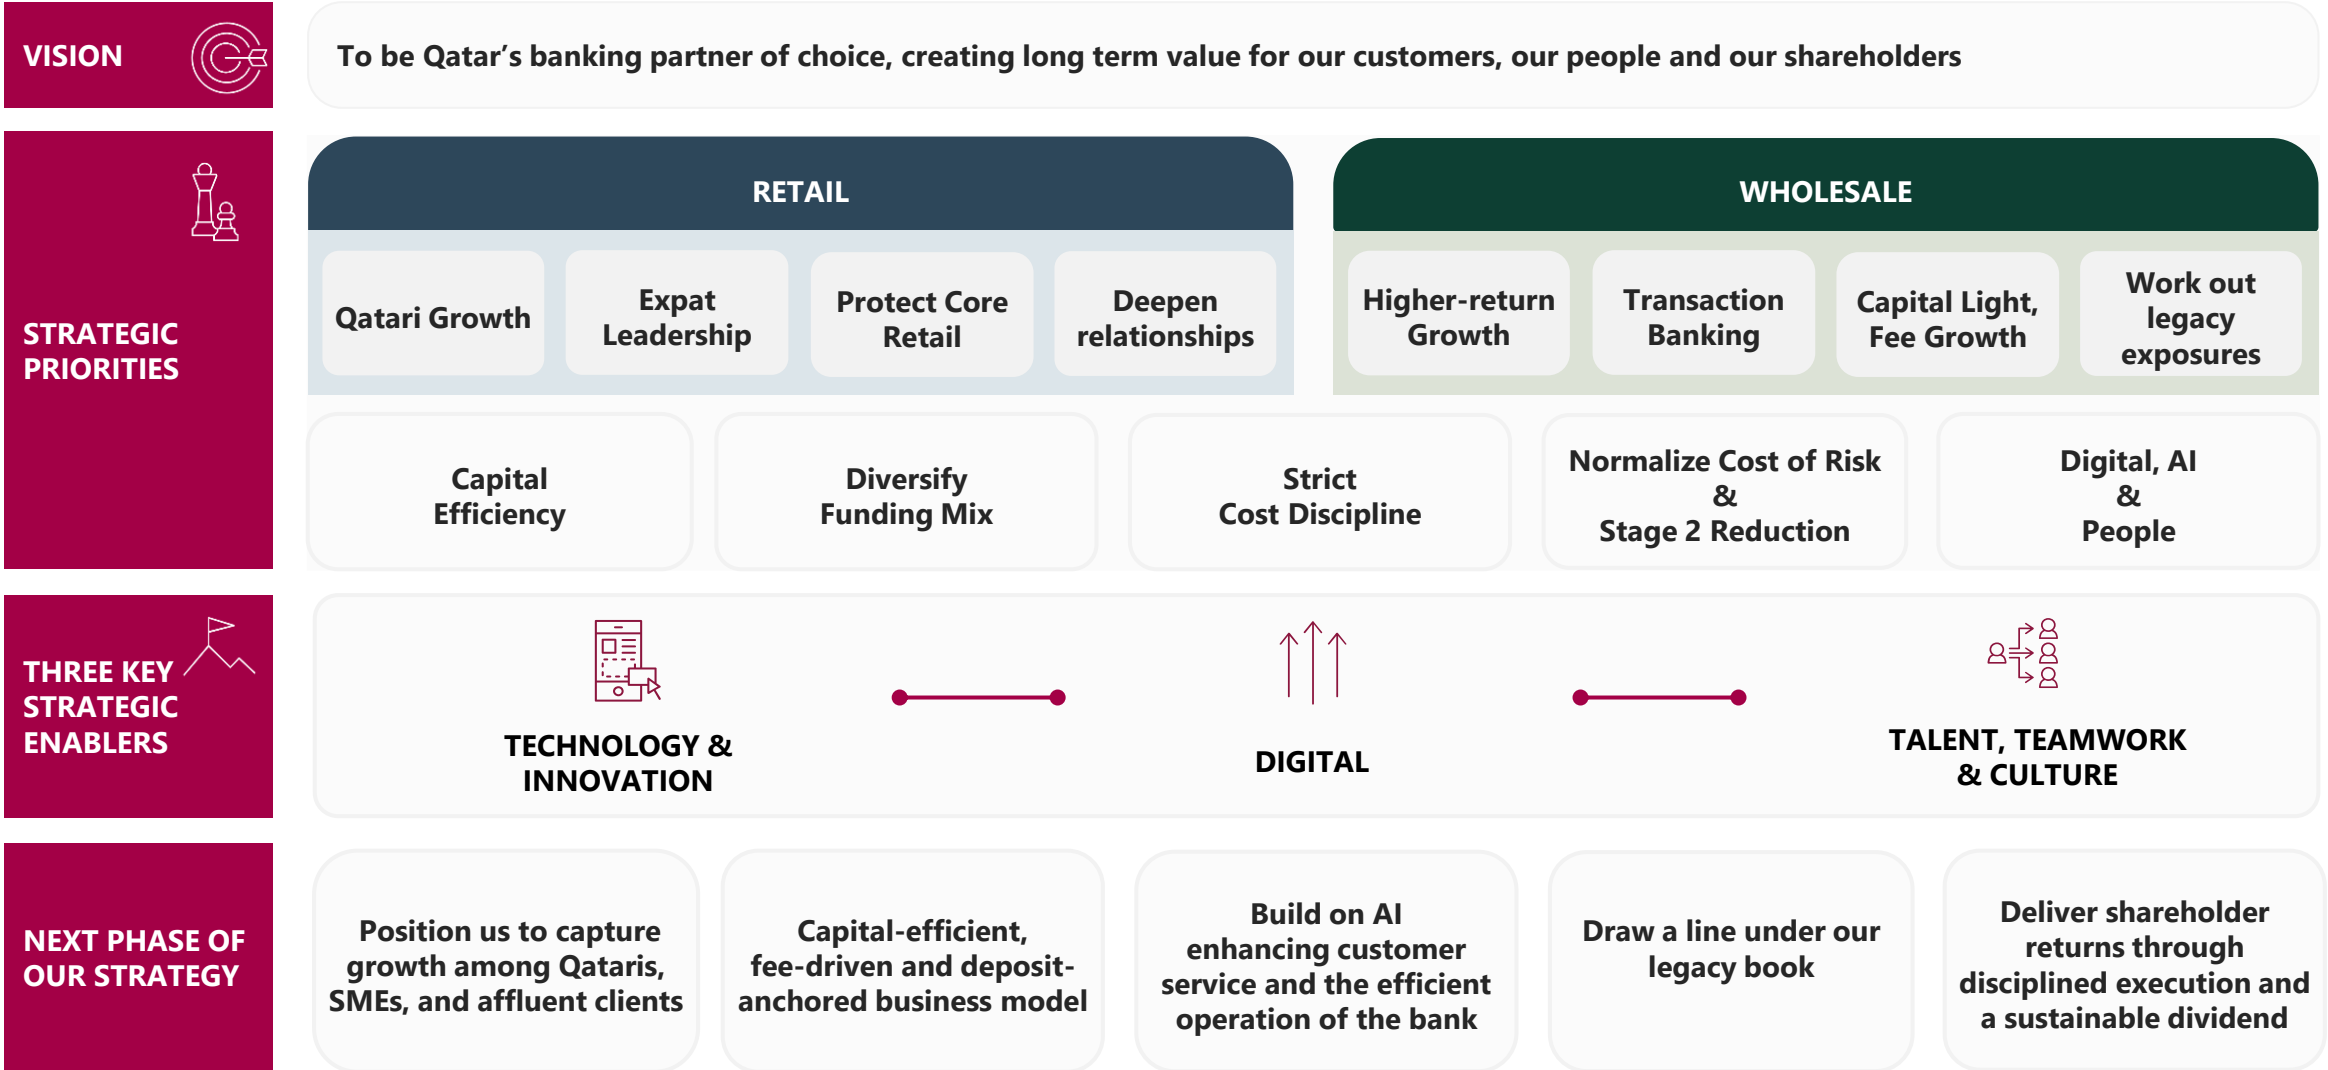 VISION
To be Qatar’s banking partner of choice, creating long term value for our customers, our people and our shareholders
STRATEGIC
PRIORITIES
RETAIL
Qatari Growth
Expat
Leadership
Protect Core
Retail
Deepen
relationships
WHOLESALE
Higher-return
Growth
Transaction
Banking
Capital Light,
Fee Growth
Work out
legacy
exposures
Capital
Efficiency
Diversify
Funding Mix
Strict
Cost Discipline
Normalize Cost of Risk
&
Stage 2 Reduction
Digital, AI
&
People
THREE KEY
STRATEGIC
ENABLERS
TECHNOLOGY &
INNOVATION
DIGITAL
TALENT, TEAMWORK
& CULTURE
NEXT PHASE OF
OUR STRATEGY
Position us to capture
growth among Qataris,
SMEs, and affluent clients
Capital-efficient,
fee-driven and deposit-
anchored business model
Build on AI
enhancing customer
service and the efficient
operation of the bank
Draw a line under our
legacy book
Deliver shareholder
returns through
disciplined execution and
a sustainable dividend